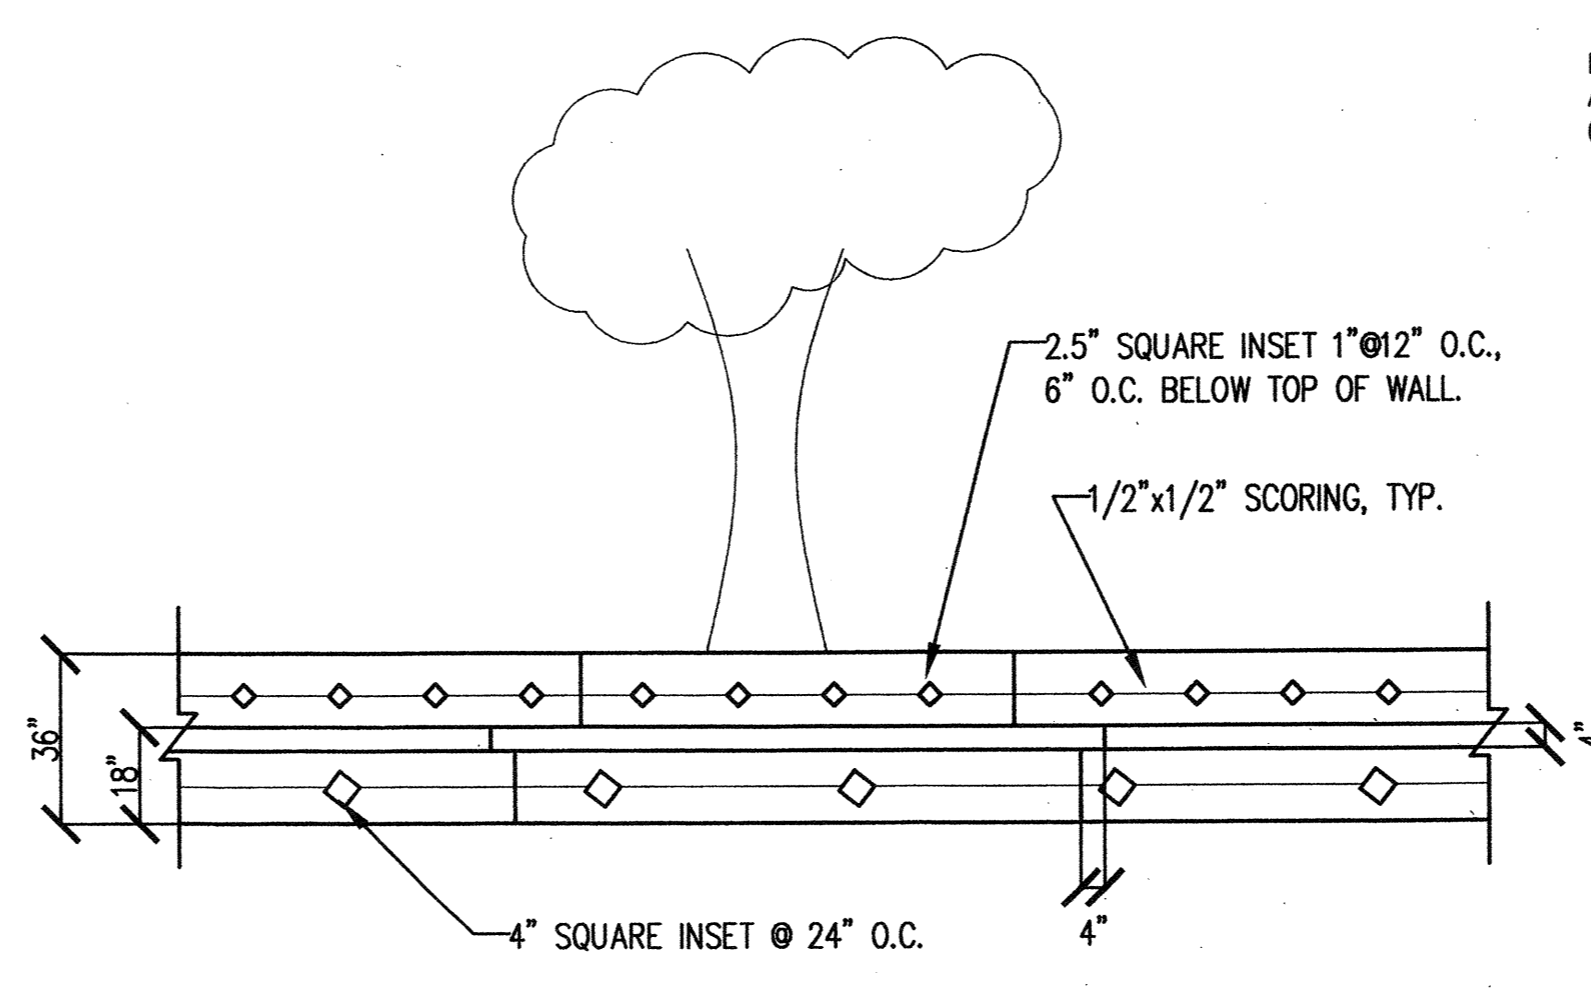 2.5” SQUARE INSET 1”@12” O.C.,
6” O.C. BELOW TOP OF WALL.
1/2”x1/2” SCORING, TYP.
36”
18”
4”
4” SQUARE INSET @ 24” O.C.
4”